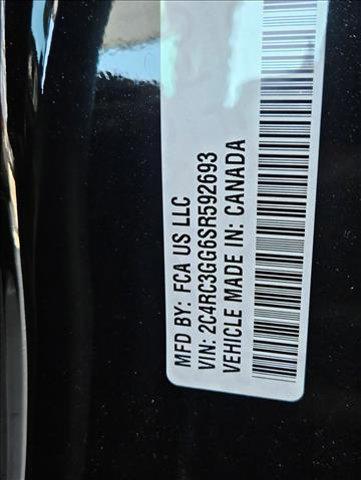 MFD BY: FCA US LLC
VIN: 2C4RC3GG6SR592693
VEHICLE MADE IN: CANADA